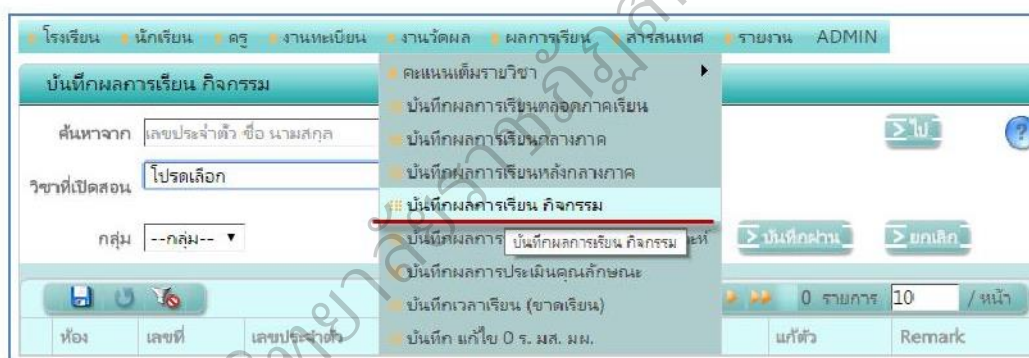 โรงเรียน นักเรียน ครู งานทะเบียน งานวัดผล ผลการเรียน สารสนเทศ รายงาน ADMIN
บันทึกผลการเรียน กิจกรรม
คะแนนเต็มรายวิชา
บันทึกผลการเรียนตลอดภาคเรียน
ค้นหาจาก เลขประจำตัว ชื่อ นามสกุล
บันทึกผลการเรียนกลางภาค
ไป
วิชาที่เปิดสอน โปรดเลือก
บันทึกผลการเรียนหลังกลางภาค
บันทึกผลการเรียน กิจกรรม
กลุ่ม --กลุ่ม--
บันทึกผลการ
บันทึกผลการเรียน กิจกรรม
บันทึกผ่าน ยกเลิก
บันทึกผลการประเมินคุณลักษณะ
บันทึกเวลาเรียน (ขาดเรียน)
0 รายการ 10 / หน้า
ห้อง เลขที่ เลขประจำตัว
บันทึก แก้ไข 0 ร. มส. มผ.
แก้ตัว Remark